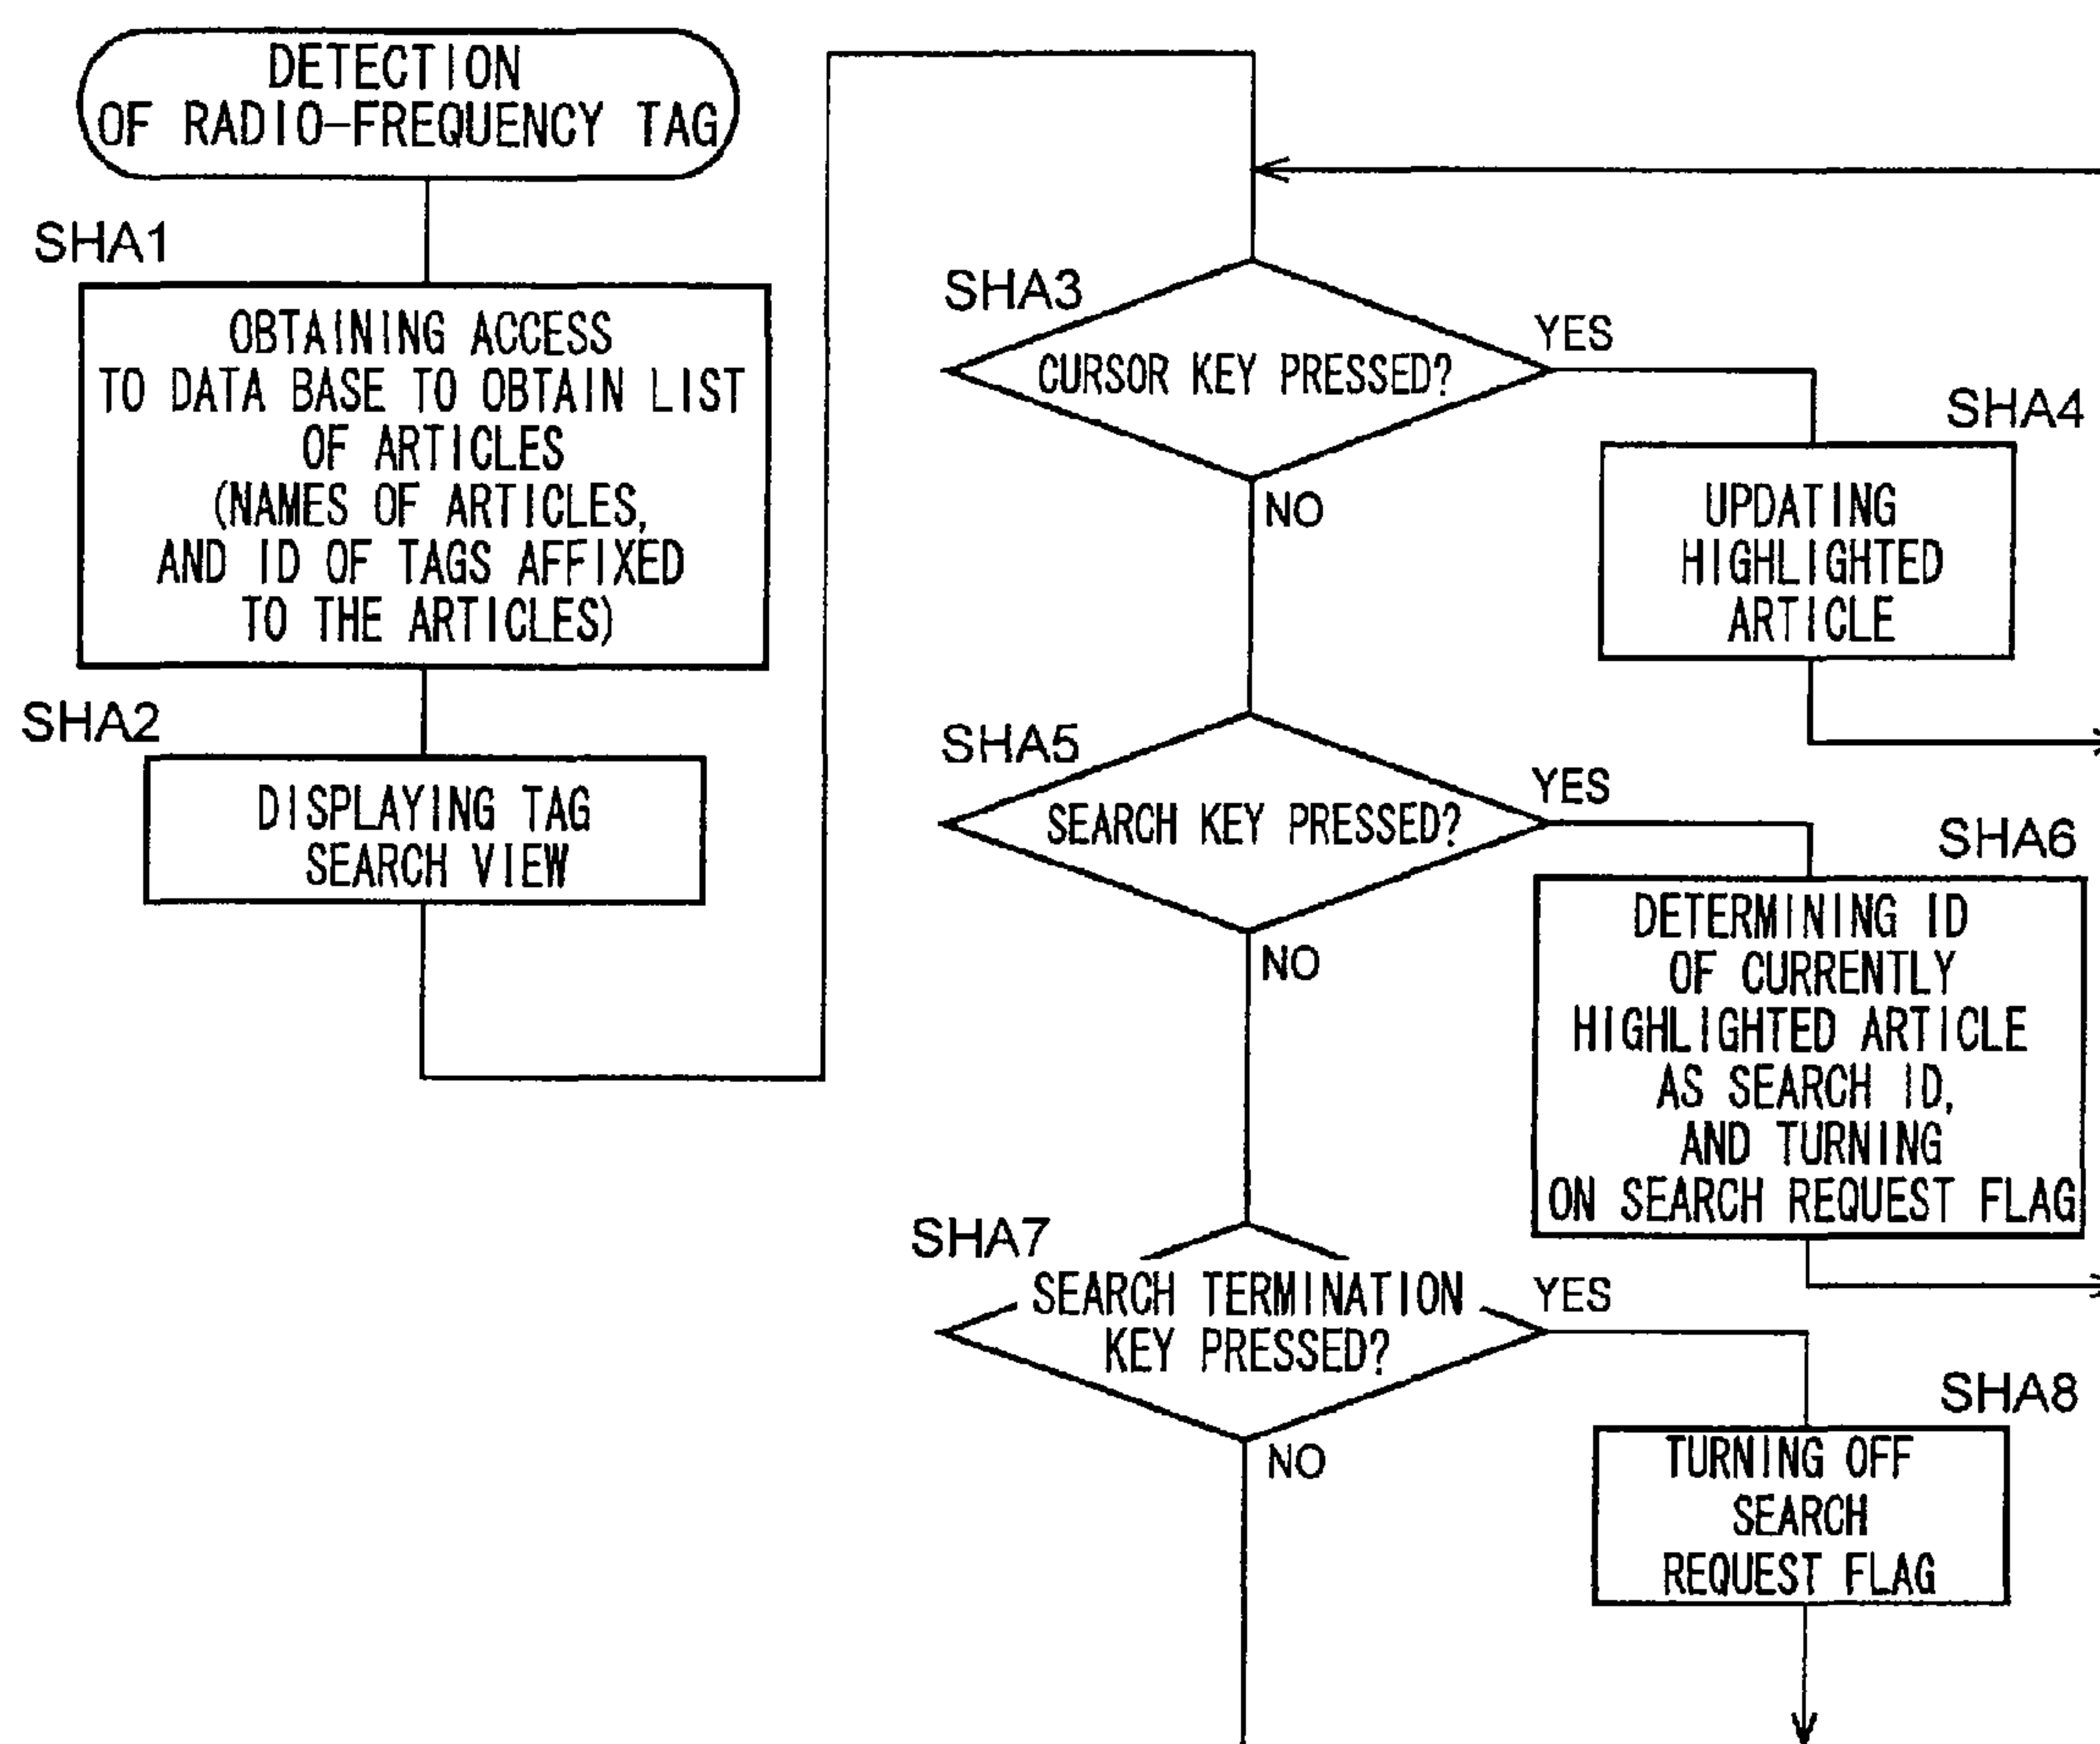 DETECTION
OF RADIO-FREQUENCY TAG
SHA1
OBTAINING ACCESS
TO DATA BASE TO OBTAIN LIST
OF ARTICLES
(NAMES OF ARTICLES,
AND ID OF TAGS AFFIXED
TO THE ARTICLES)
SHA2
DISPLAYING TAG
SEARCH VIEW
SHA3
CURSOR KEY PRESSED?
YES
NO
SHA4
UPDATING
HIGHLIGHTED
ARTICLE
SHA5
SEARCH KEY PRESSED?
YES
NO
SHA6
DETERMINING ID
OF CURRENTLY
HIGHLIGHTED ARTICLE
AS SEARCH ID,
AND TURNING
ON SEARCH REQUEST FLAG
SHA7
SEARCH TERMINATION
KEY PRESSED?
YES
NO
SHA8
TURNING OFF
SEARCH
REQUEST FLAG